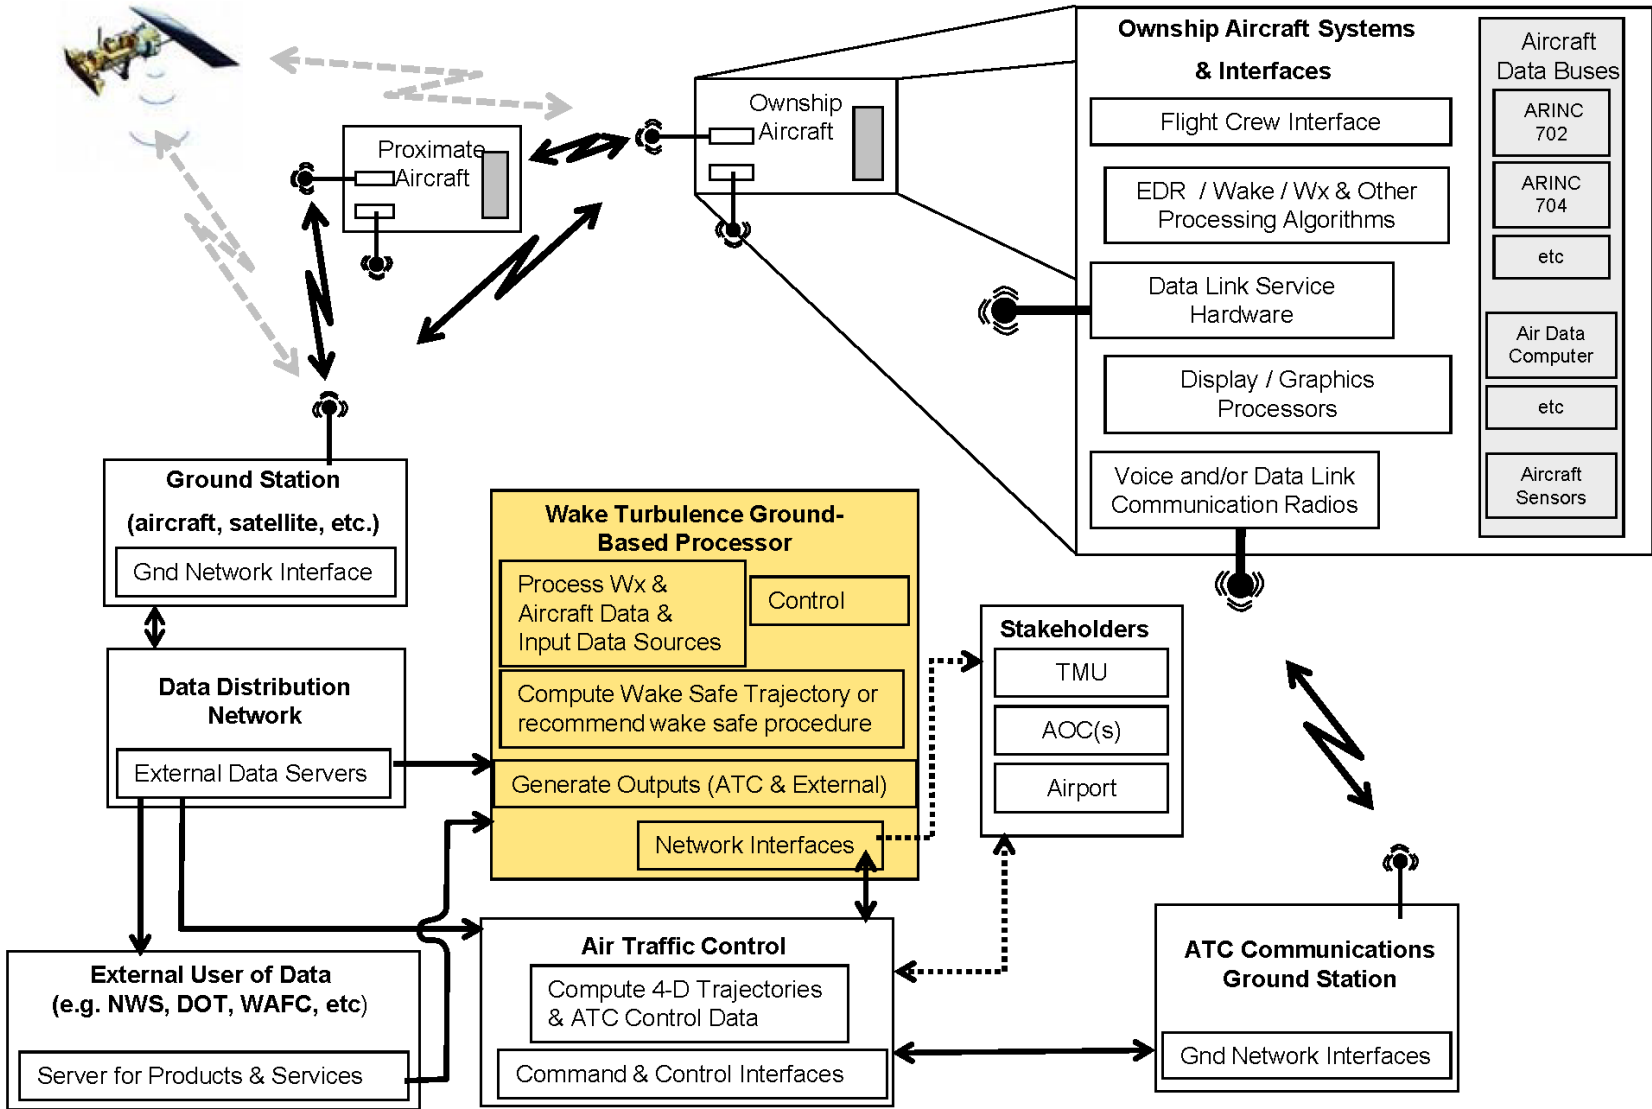 Ownship Aircraft Systems
& Interfaces
Flight Crew Interface
EDR / Wake / Wx & Other
Processing Algorithms
Data Link Service
Hardware
Display / Graphics
Processors
Voice and/or Data Link
Communication Radios
Aircraft
Data Buses
ARINC
702
ARINC
704
etc
Air Data
Computer
etc
Aircraft
Sensors
Ownship
Aircraft
Proximate
Aircraft
Ground Station
(aircraft, satellite, etc.)
Gnd Network Interface
Data Distribution
Network
External Data Servers
Wake Turbulence Ground-
Based Processor
Process Wx &
Aircraft Data &
Input Data Sources
Control
Compute Wake Safe Trajectory or
recommend wake safe procedure
Generate Outputs (ATC & External)
Network Interfaces
Stakeholders
TMU
AOC(s)
Airport
External User of Data
(e.g. NWS, DOT, WAFC, etc)
Server for Products & Services
Air Traffic Control
Compute 4-D Trajectories
& ATC Control Data
Command & Control Interfaces
ATC Communications
Ground Station
Gnd Network Interfaces